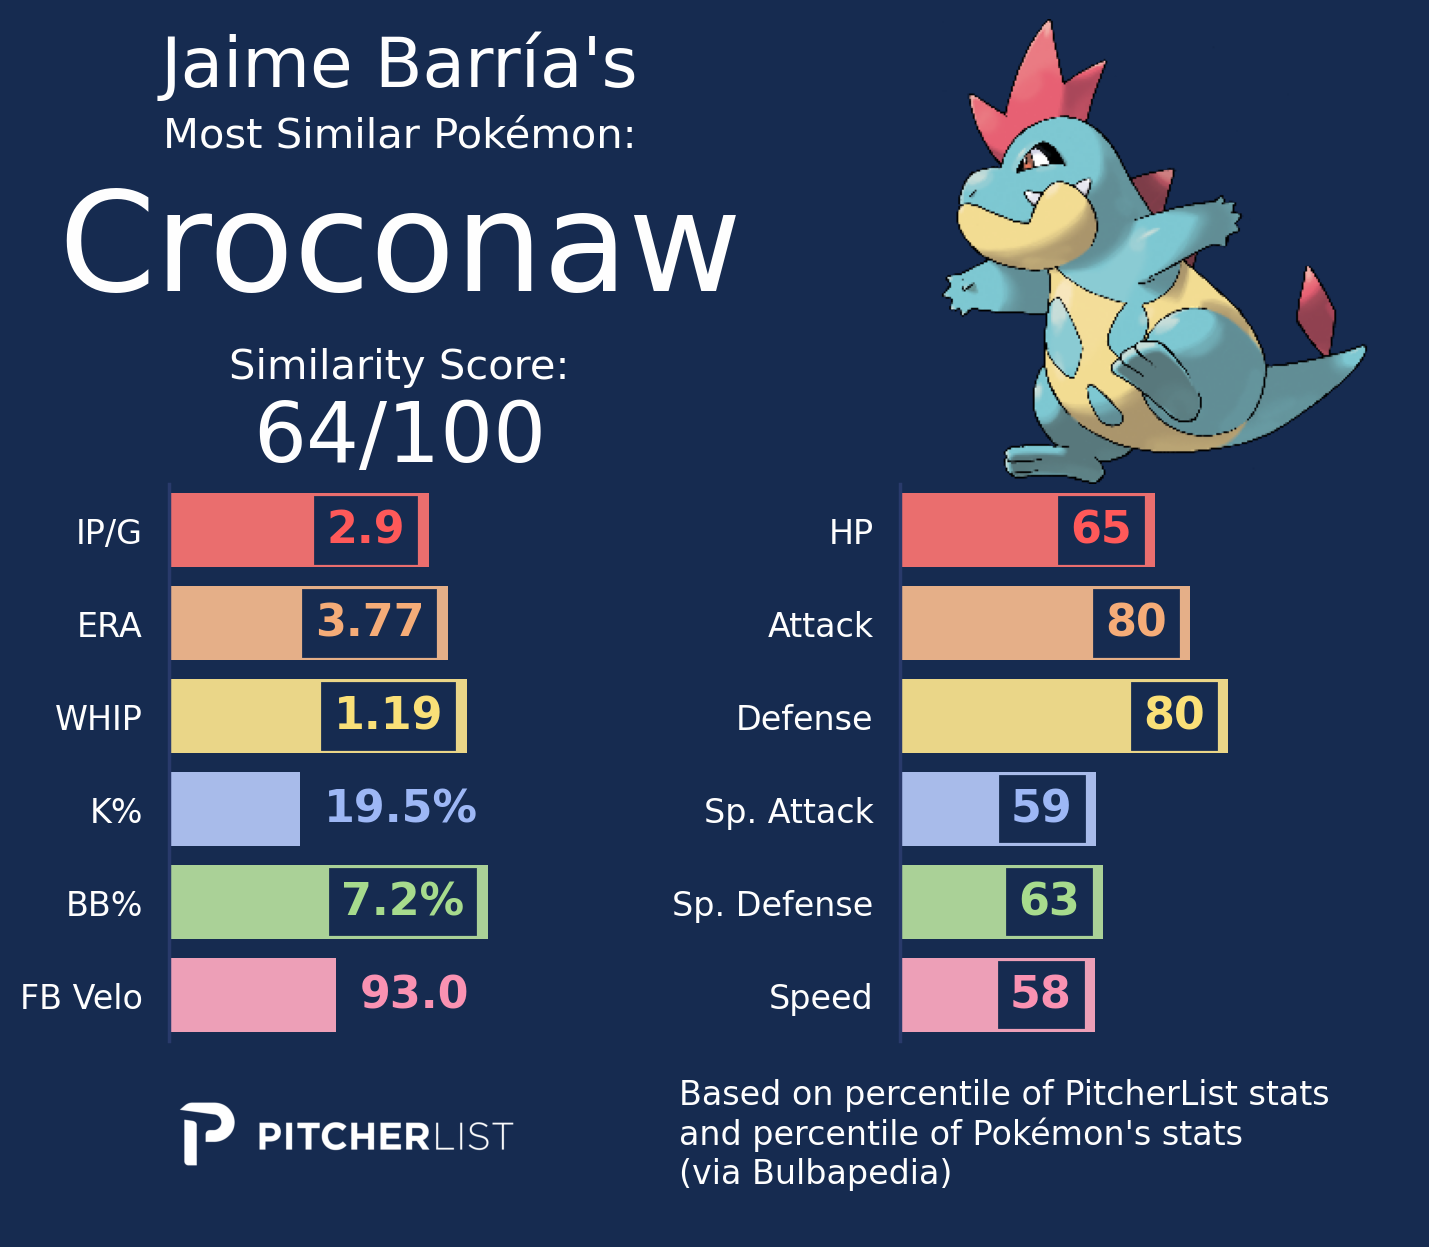 Jaime Barría's
Most Similar Pokémon:
Croconaw
Similarity Score:
64/100
IP/G 2.9
ERA 3.77
WHIP 1.19
K% 19.5%
BB% 7.2%
FB Velo 93.0
HP 65
Attack 80
Defense 80
Sp. Attack 59
Sp. Defense 63
Speed 58
PITCHERLIST
Based on percentile of PitcherList stats
and percentile of Pokémon's stats
(via Bulbapedia)